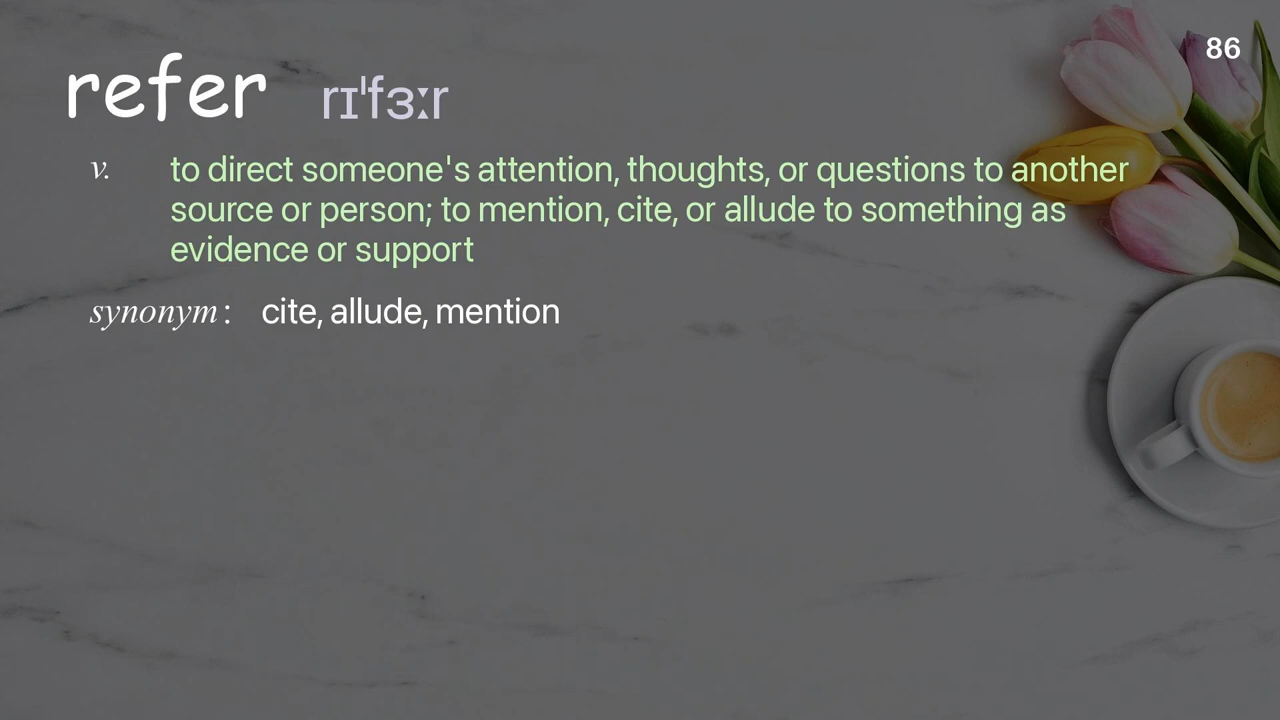 86
refer rɪˈfɜːr
v. to direct someone's attention, thoughts, or questions to another
source or person; to mention, cite, or allude to something as
evidence or support
synonym: cite, allude, mention